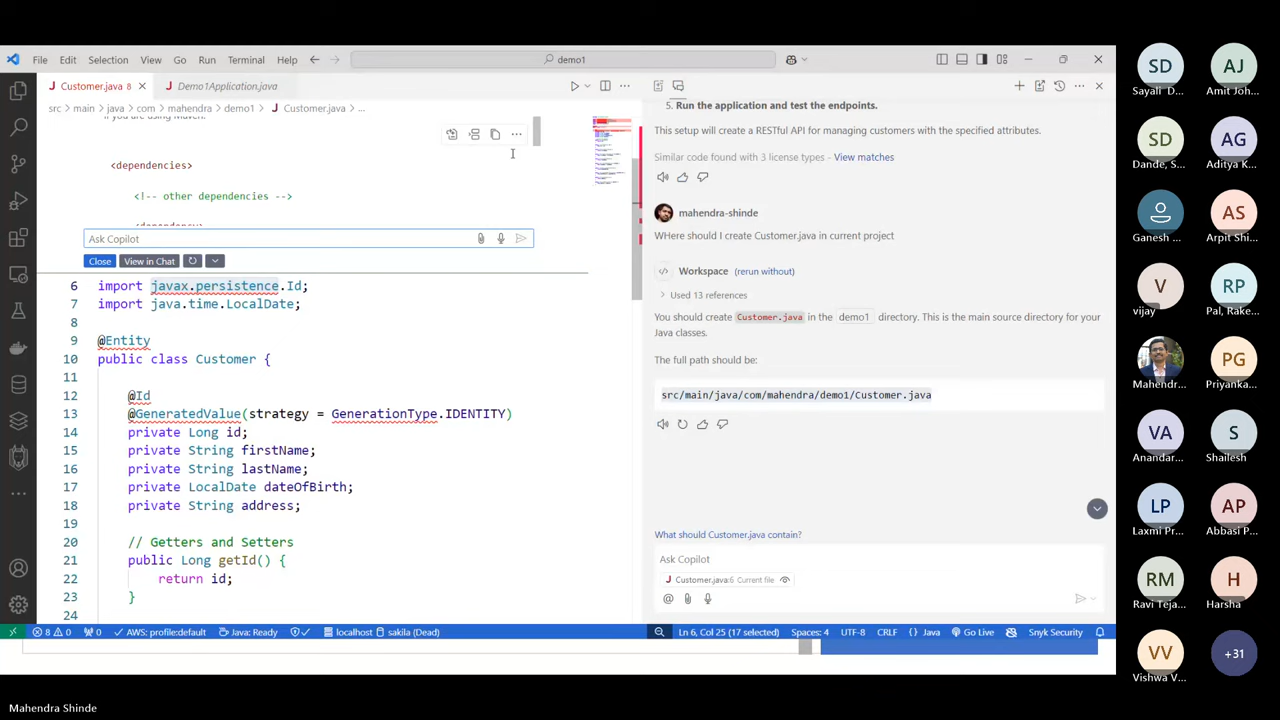 File Edit Selection View Go Run Terminal Help
demo1
Customer.java 8
Demo1Application.java
src > main > java > com > mahendra > demo1 > Customer.java > ...
If you are using Maven:
<dependencies>
<!-- other dependencies -->
<dependency>
Ask Copilot
Close View in Chat
6 import javax.persistence.Id;
7 import java.time.LocalDate;
8
9 @Entity
10 public class Customer {
11
12 @Id
13 @GeneratedValue(strategy = GenerationType.IDENTITY)
14 private Long id;
15 private String firstName;
16 private String lastName;
17 private LocalDate dateOfBirth;
18 private String address;
19
20 // Getters and Setters
21 public Long getId() {
22 return id;
23 }
24
5. Run the application and test the endpoints.
This setup will create a RESTful API for managing customers with the specified attributes.
Similar code found with 3 license types - View matches
mahendra-shinde
WHere should I create Customer.java in current project
Workspace (rerun without)
> Used 13 references
You should create Customer.java in the demo1 directory. This is the main source directory for your
Java classes.
The full path should be:
src/main/java/com/mahendra/demo1/Customer.java
What should Customer.java contain?
Ask Copilot
Customer.java:6 Current file
8 0 0 AWS: profile:default Java: Ready localhost sakila (Dead) Ln 6, Col 25 (17 selected) Spaces: 4 UTF-8 CRLF {} Java Go Live Snyk Security
SD AJ
Sayali D... Amit Joh...
SD AG
Dande, S... Aditya K...
AS
Ganesh ... Arpit Shi...
V RP
vijay Pal, Rake...
PG
Mahendr... Priyanka...
VA S
Anandar... Shailesh
LP AP
Laxmi Pr... Abbasi P...
RM H
Ravi Teja... Harsha
VV +31
Vishwa V...
Mahendra Shinde